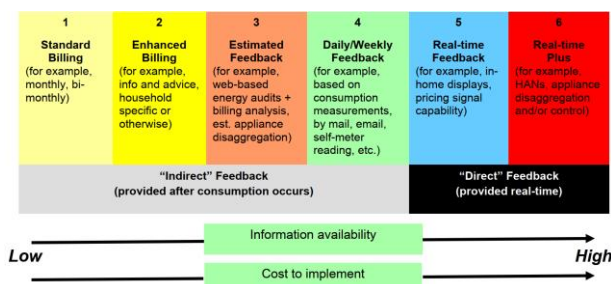 1
Standard
Billing
(for example,
monthly, bi-
monthly)
2
Enhanced
Billing
(for example,
info and advice,
household
specific or
otherwise)
3
Estimated
Feedback
(for example,
web-based
energy audits +
billing analysis,
est. appliance
disaggregation)
4
Daily/Weekly
Feedback
(for example,
based on
consumption
measurements,
by mail, email,
self-meter
reading, etc.)
5
Real-time
Feedback
(for example, in-
home displays,
pricing signal
capability)
6
Real-time
Plus
(for example,
HANs, appliance
disaggregation
and/or control)
“Indirect” Feedback
(provided after consumption occurs)
“Direct” Feedback
(provided real-time)
Information availability
Low
High
Cost to implement